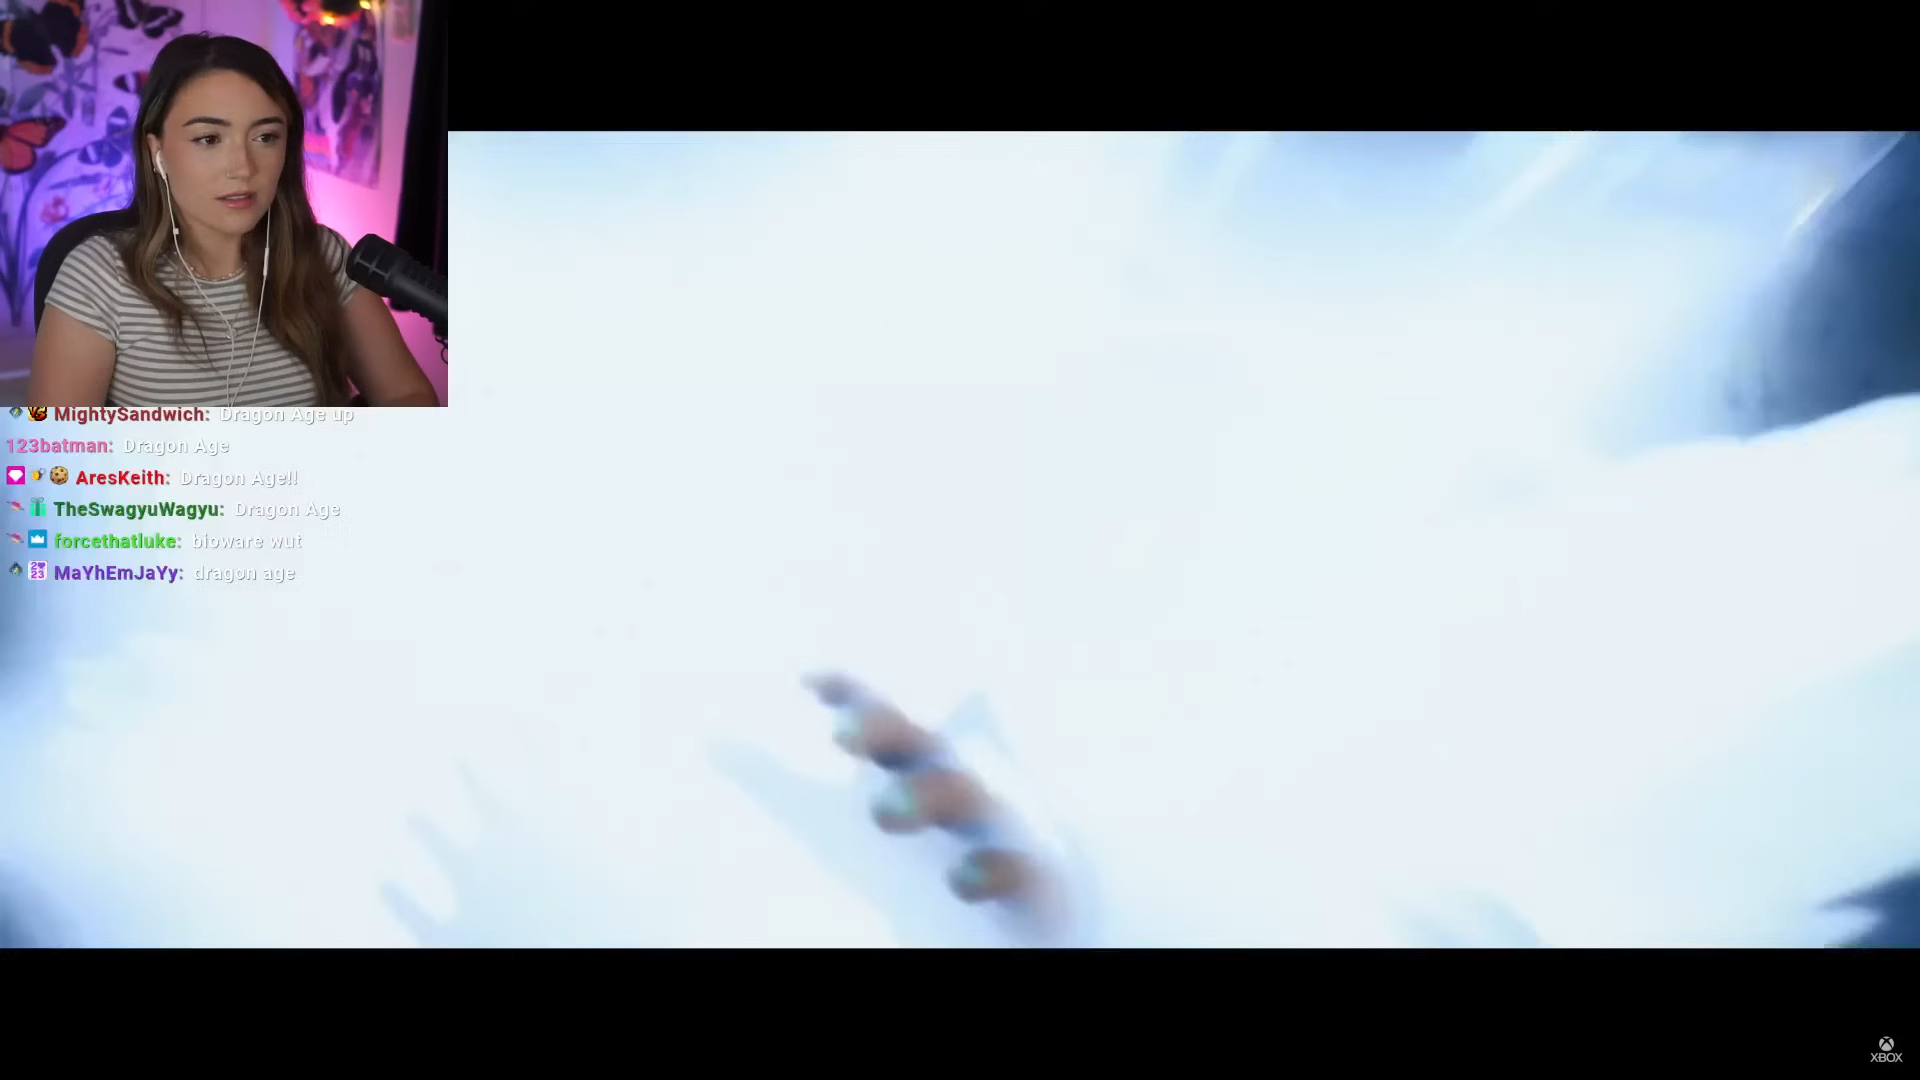 MightySandwich: Dragon Age up
123batman: Dragon Age
AresKeith: Dragon Age!!
TheSwagyuWagyu: Dragon Age
forcethatluke: bioware wut
MaYhEmJaYy: dragon age
XBOX